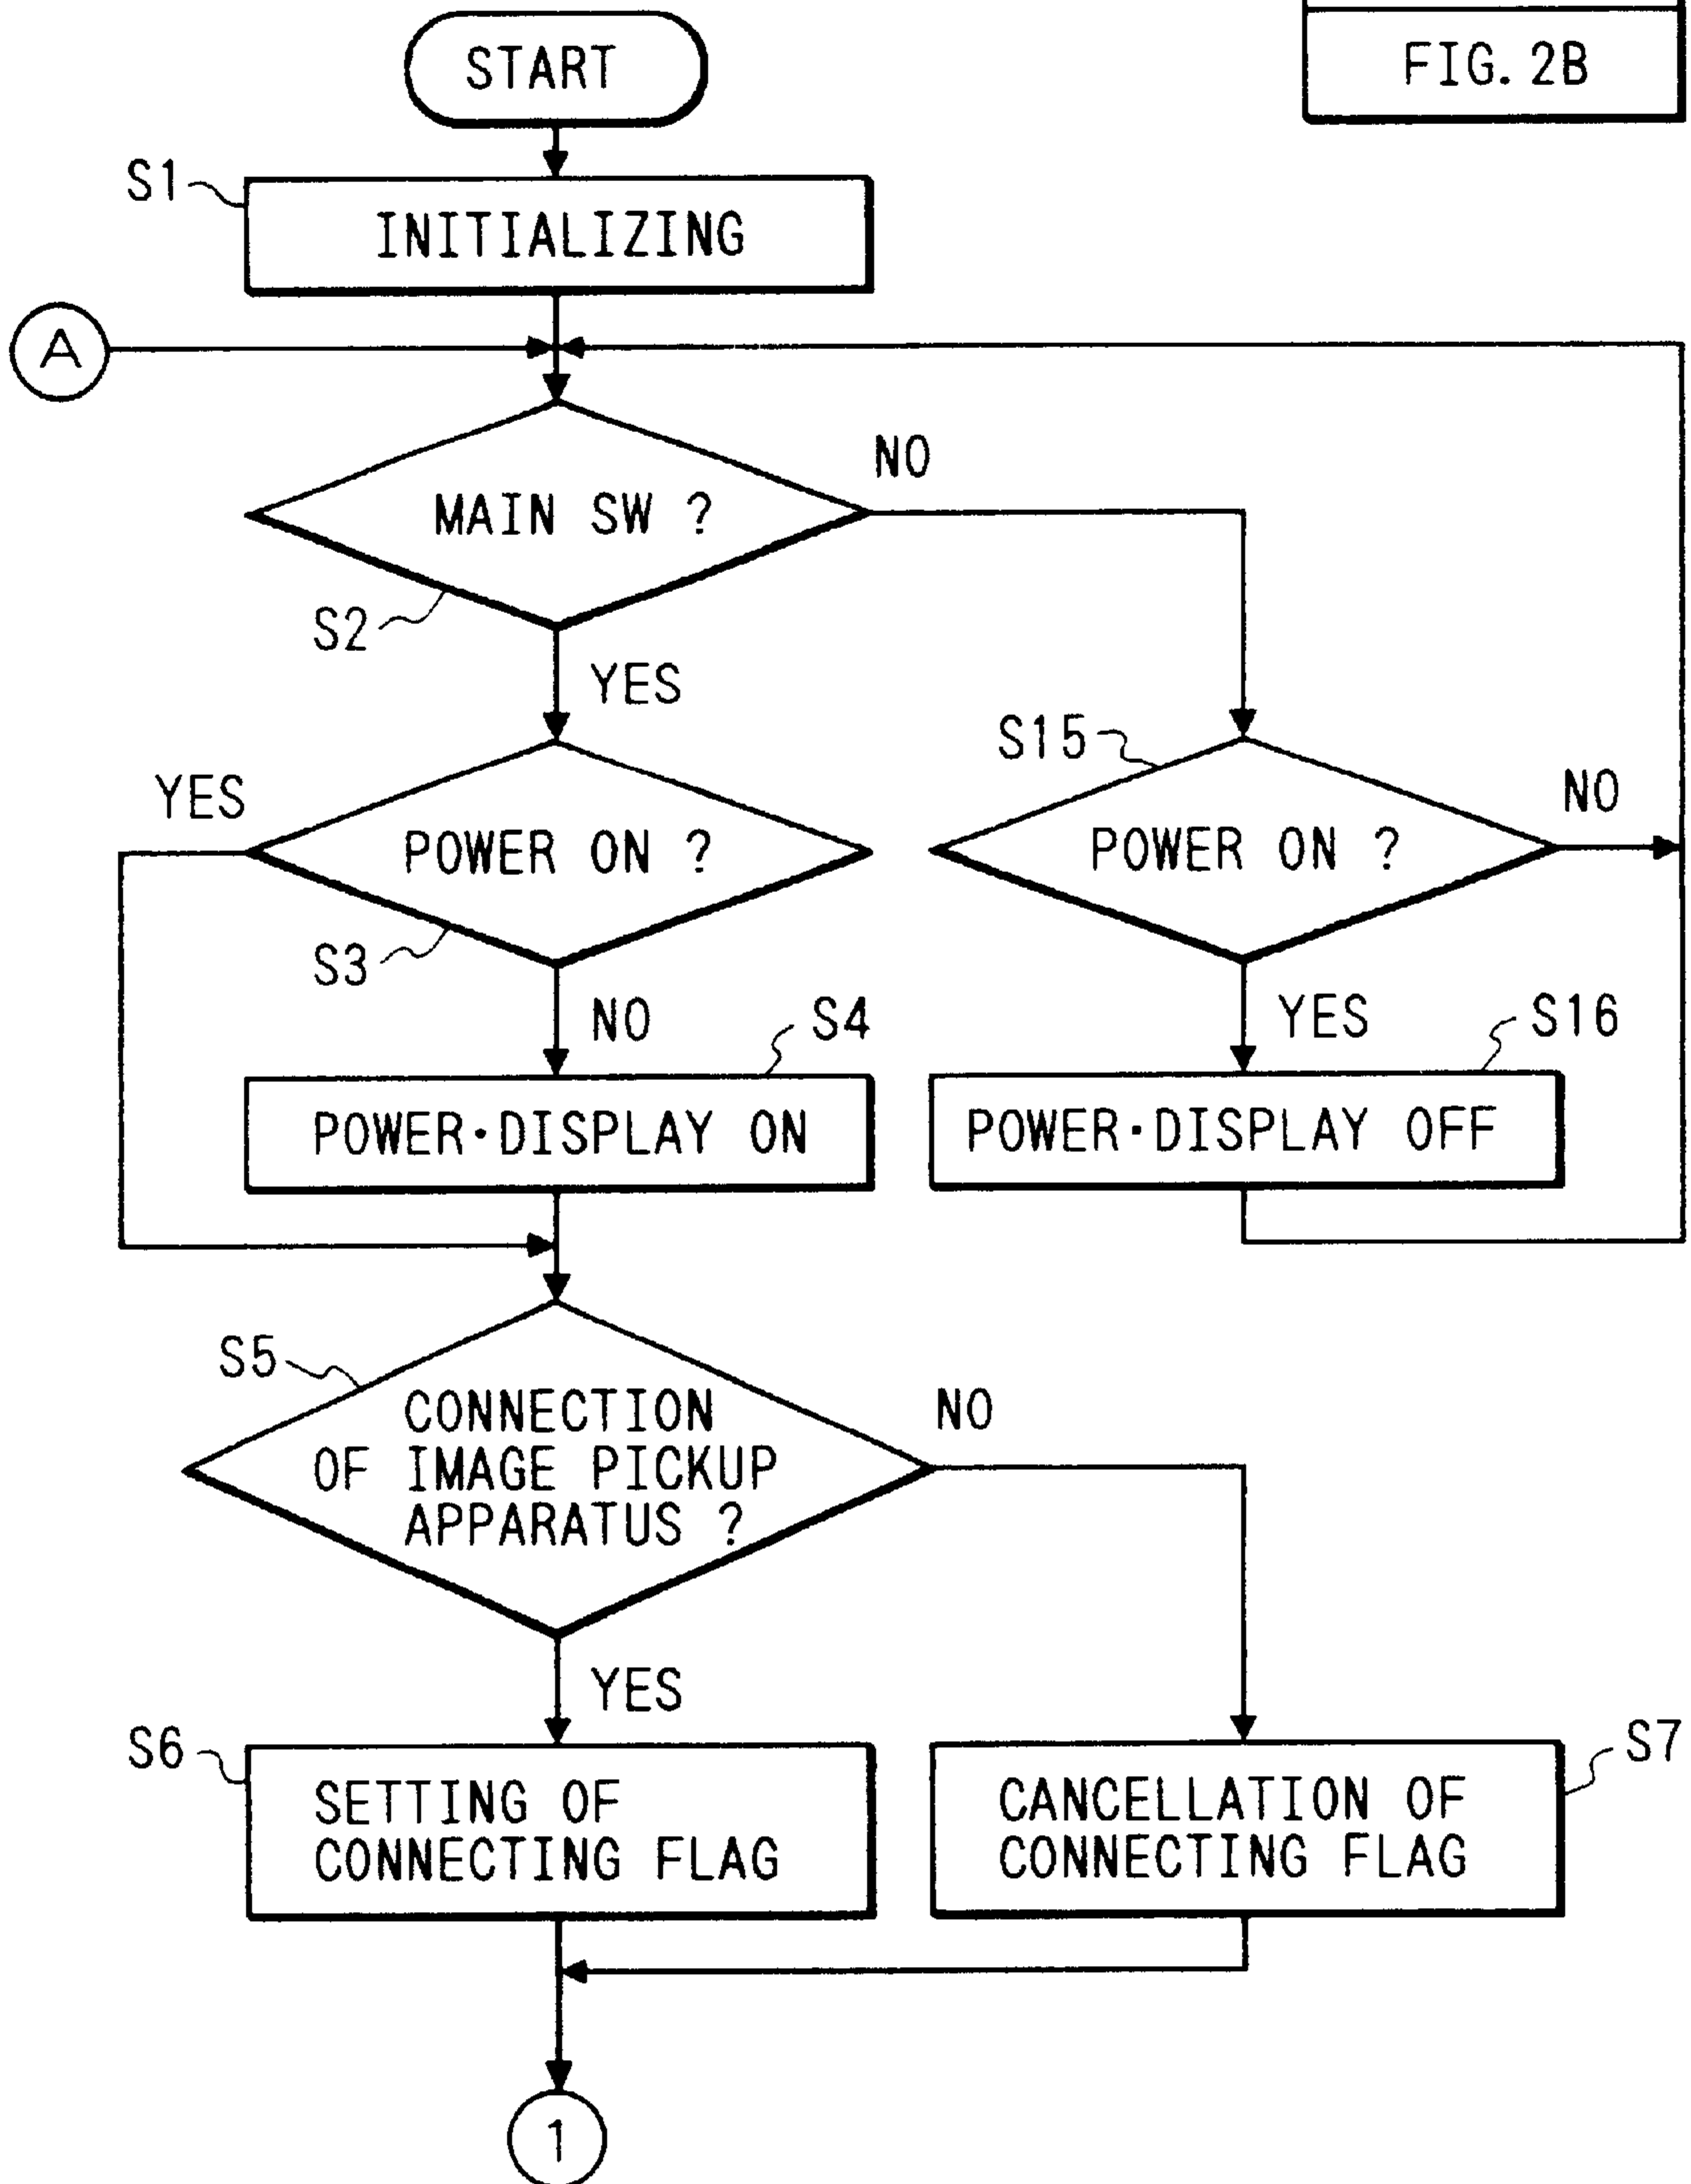 FIG. 2B
START
S1
INITIALIZING
A
MAIN SW ?
NO
S2
YES
S15
YES
POWER ON ?
POWER ON ?
NO
S3
NO
S4
YES
S16
POWER·DISPLAY ON
POWER·DISPLAY OFF
S5
CONNECTION
OF IMAGE PICKUP
APPARATUS ?
NO
YES
S6
SETTING OF
CONNECTING FLAG
S7
CANCELLATION OF
CONNECTING FLAG
1